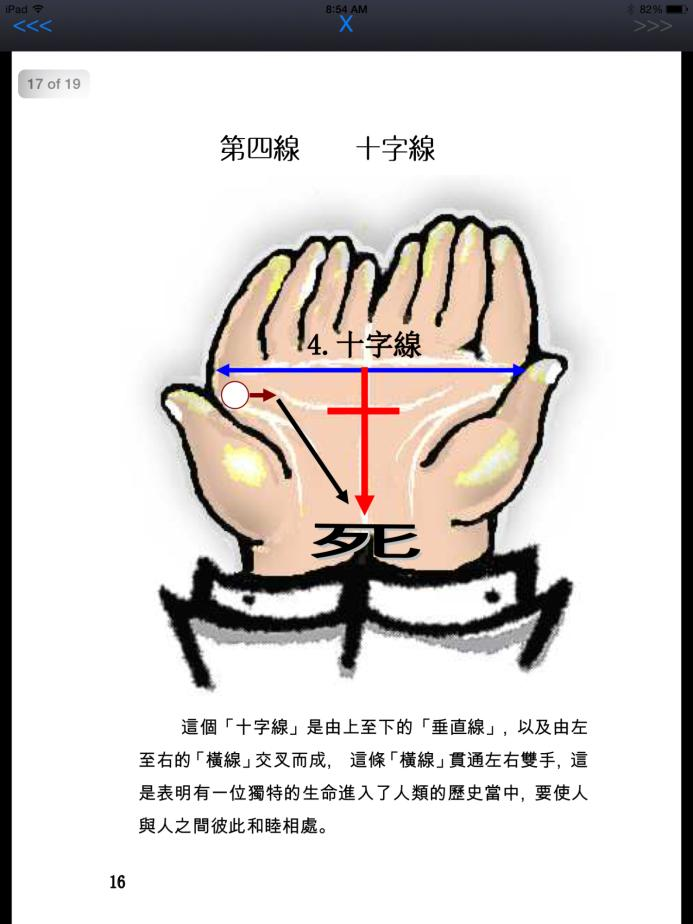 iPad 8:54 AM 82%
<<< X >>>
17 of 19
第四線 十字線
4. 十字線
死
這個「十字線」是由上至下的「垂直線」, 以及由左
至右的「橫線」交叉而成, 這條「橫線」貫通左右雙手, 這
是表明有一位獨特的生命進入了人類的歷史當中, 要使人
與人之間彼此和睦相處。
16